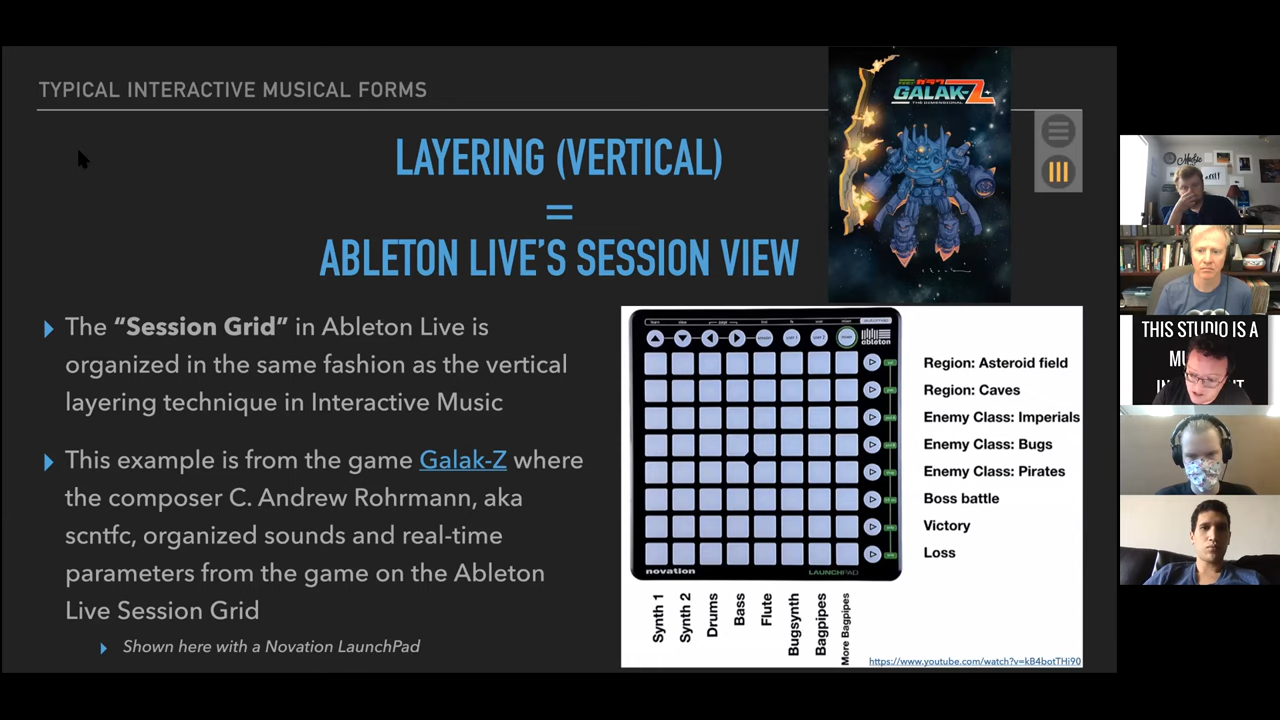 TYPICAL INTERACTIVE MUSICAL FORMS
GALAK-Z
THE DIMENSIONAL
LAYERING (VERTICAL)
=
ABLETON LIVE'S SESSION VIEW
The “Session Grid” in Ableton Live is
organized in the same fashion as the vertical
layering technique in Interactive Music
This example is from the game Galak-Z where
the composer C. Andrew Rohrmann, aka
scntfc, organized sounds and real-time
parameters from the game on the Ableton
Live Session Grid
Shown here with a Novation LaunchPad
ableton
novation
LAUNCHPAD
Region: Asteroid field
Region: Caves
Enemy Class: Imperials
Enemy Class: Bugs
Enemy Class: Pirates
Boss battle
Victory
Loss
Synth 1
Synth 2
Drums
Bass
Flute
Bugsynth
Bagpipes
More Bagpipes
https://www.youtube.com/watch?v=kB4botTHi90
Music
THIS STUDIO IS A